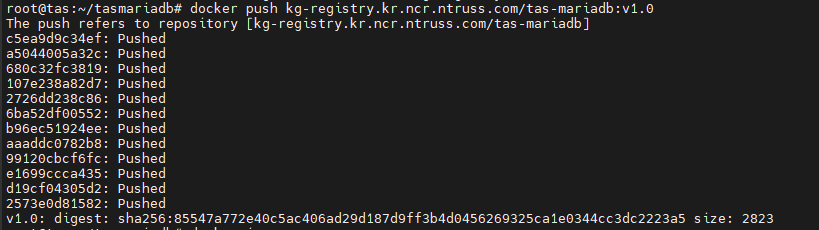 root@tas:~/tasmariadb# docker push kg-registry.kr.ncr.ntruss.com/tas-mariadb:v1.0
The push refers to repository [kg-registry.kr.ncr.ntruss.com/tas-mariadb]
c5ea9d9c34ef: Pushed
a5044005a32c: Pushed
680c32fc3819: Pushed
107e238a82d7: Pushed
2726dd238c86: Pushed
6ba52df00552: Pushed
b96ec51924ee: Pushed
aaaddc0782b8: Pushed
99120cbcf6fc: Pushed
e1699ccca435: Pushed
d19cf04305d2: Pushed
2573e0d81582: Pushed
v1.0: digest: sha256:85547a772e40c5ac406ad29d187d9ff3b4d0456269325ca1e0344cc3dc2223a5 size: 2823